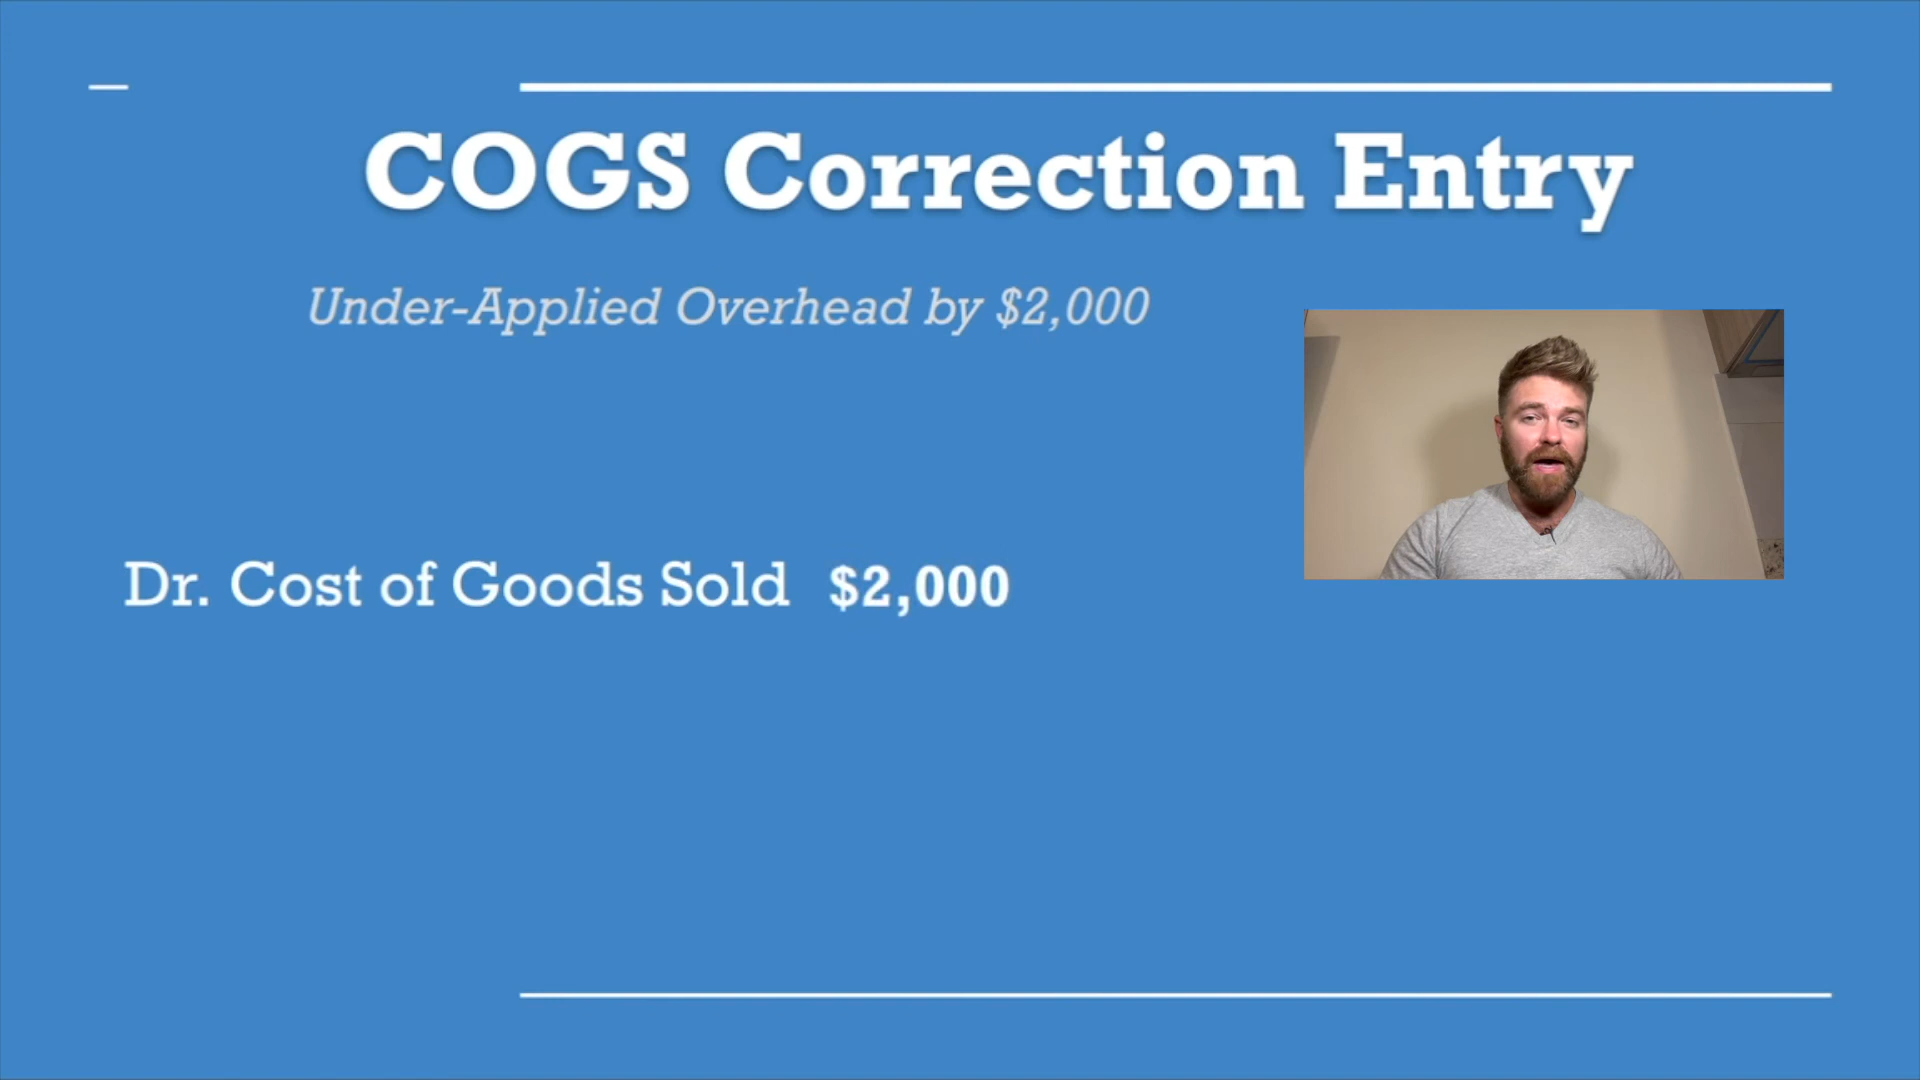 COGS Correction Entry
Under-Applied Overhead by $2,000
Dr. Cost of Goods Sold $2,000